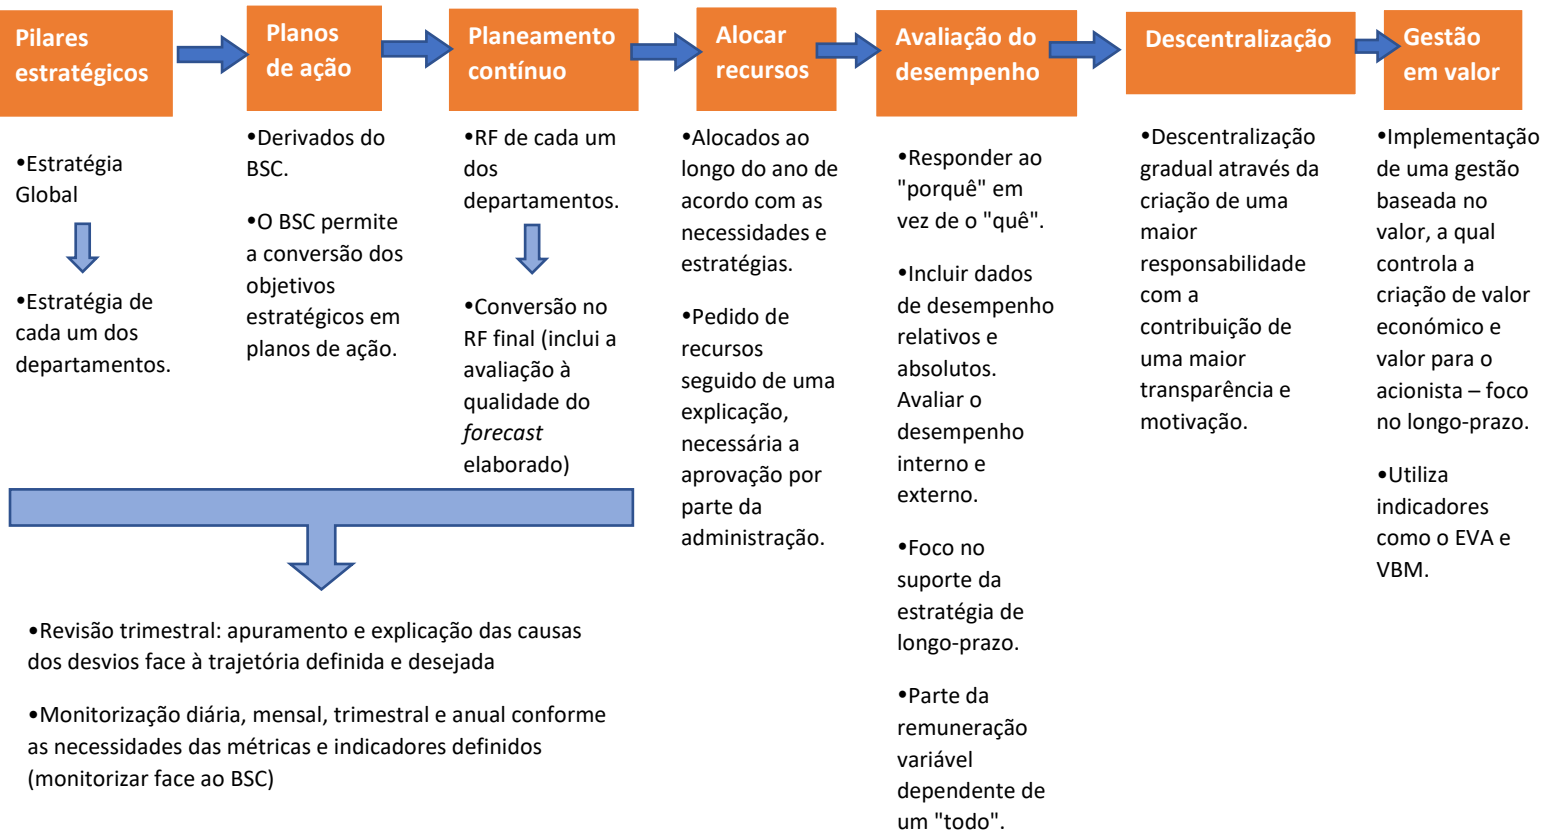 Pilares
estratégicos
Planos
de ação
Planeamento
contínuo
Alocar
recursos
Avaliação do
desempenho
Descentralização
Gestão
em valor
•Estratégia
Global
•Estratégia de
cada um dos
departamentos.
•Derivados do
BSC.
•O BSC permite
a conversão dos
objetivos
estratégicos em
planos de ação.
•RF de cada um
dos
departamentos.
•Conversão no
RF final (inclui a
avaliação à
qualidade do
forecast
elaborado)
•Alocados ao
longo do ano de
acordo com as
necessidades e
estratégias.
•Pedido de
recursos
seguido de uma
explicação,
necessária a
aprovação por
parte da
administração.
•Responder ao
"porquê" em
vez de o "quê".
•Incluir dados
de desempenho
relativos e
absolutos.
Avaliar o
desempenho
interno e
externo.
•Foco no
suporte da
estratégia de
longo-prazo.
•Parte da
remuneração
variável
dependente de
um "todo".
•Descentralização
gradual através da
criação de uma
maior
responsabilidade
com a
contribuição de
uma maior
transparência e
motivação.
•Implementação
de uma gestão
baseada no
valor, a qual
controla a
criação de valor
económico e
valor para o
acionista – foco
no longo-prazo.
•Utiliza
indicadores
como o EVA e
VBM.
•Revisão trimestral: apuramento e explicação das causas
dos desvios face à trajetória definida e desejada
•Monitorização diária, mensal, trimestral e anual conforme
as necessidades das métricas e indicadores definidos
(monitorizar face ao BSC)